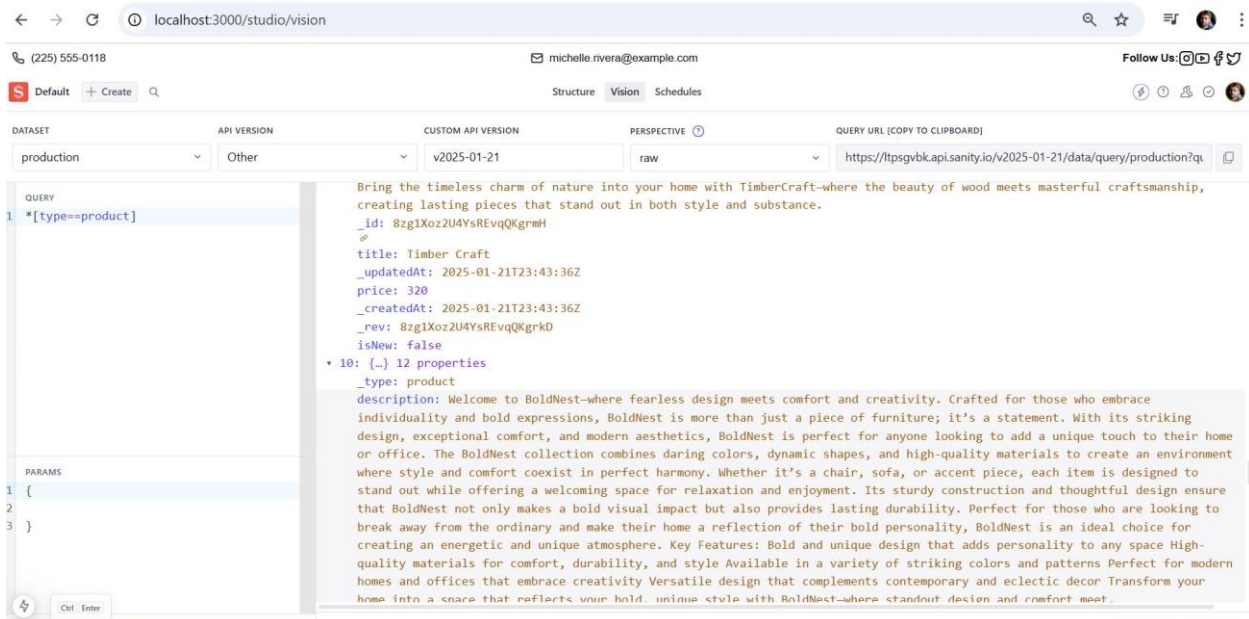 localhost:3000/studio/vision
(225) 555-0118
michelle.rivera@example.com
Follow Us:
S Default + Create
Structure Vision Schedules
DATASET
API VERSION
CUSTOM API VERSION
PERSPECTIVE
QUERY URL [COPY TO CLIPBOARD]
production
Other
v2025-01-21
raw
https://ltpsgvbk.api.sanity.io/v2025-01-21/data/query/production?qu
QUERY
1 *[type==product]
PARAMS
1 {
2
3 }
Ctrl Enter
Bring the timeless charm of nature into your home with TimberCraft—where the beauty of wood meets masterful craftsmanship,
creating lasting pieces that stand out in both style and substance.
_id: 8zg1Xoz2U4YsREvqQKgrmH
title: Timber Craft
_updatedAt: 2025-01-21T23:43:36Z
price: 320
_createdAt: 2025-01-21T23:43:36Z
_rev: 8zg1Xoz2U4YsREvqQKgrkD
isNew: false
10: {…} 12 properties
_type: product
description: Welcome to BoldNest—where fearless design meets comfort and creativity. Crafted for those who embrace
individuality and bold expressions, BoldNest is more than just a piece of furniture; it’s a statement. With its striking
design, exceptional comfort, and modern aesthetics, BoldNest is perfect for anyone looking to add a unique touch to their home
or office. The BoldNest collection combines daring colors, dynamic shapes, and high-quality materials to create an environment
where style and comfort coexist in perfect harmony. Whether it’s a chair, sofa, or accent piece, each item is designed to
stand out while offering a welcoming space for relaxation and enjoyment. Its sturdy construction and thoughtful design ensure
that BoldNest not only makes a bold visual impact but also provides lasting durability. Perfect for those who are looking to
break away from the ordinary and make their home a reflection of their bold personality, BoldNest is an ideal choice for
creating an energetic and unique atmosphere. Key Features: Bold and unique design that adds personality to any space High-
quality materials for comfort, durability, and style Available in a variety of striking colors and patterns Perfect for modern
homes and offices that embrace creativity Versatile design that complements contemporary and eclectic decor Transform your
home into a space that reflects your bold, unique style with BoldNest—where standout design and comfort meet.